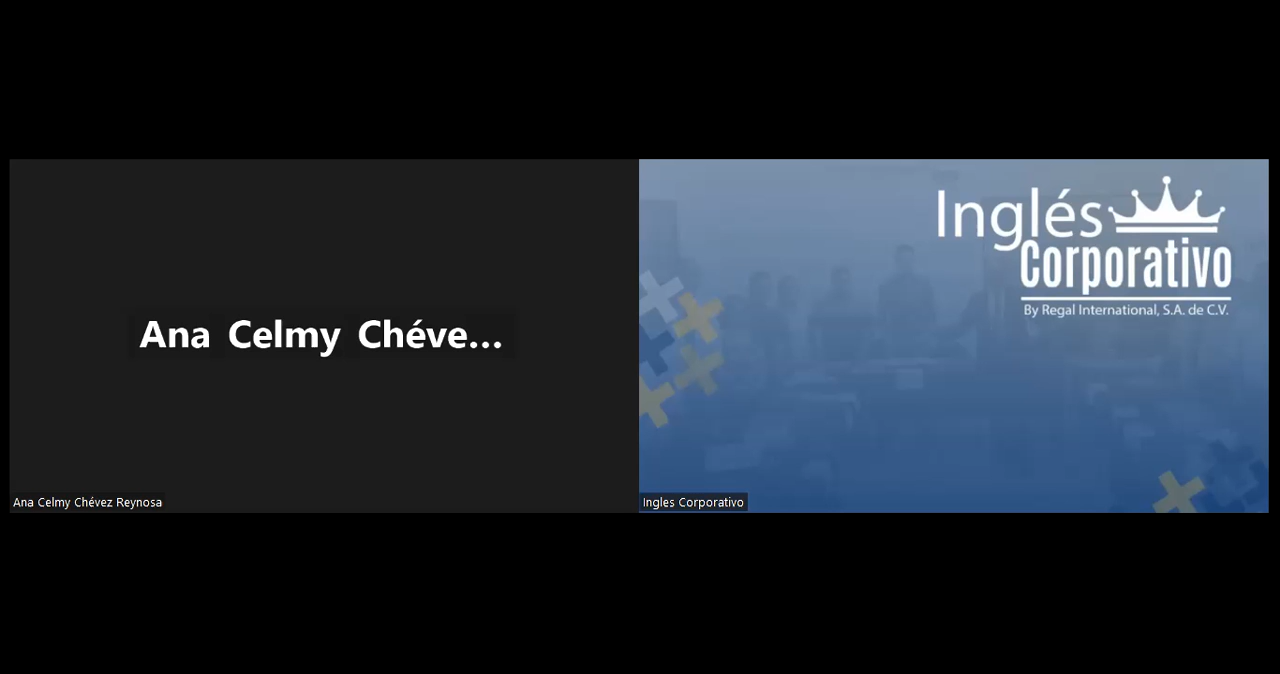 Ana Celmy Chéve...
Ana Celmy Chévez Reynosa
Inglés
Corporativo
By Regal International, S.A. de C.V.
Ingles Corporativo